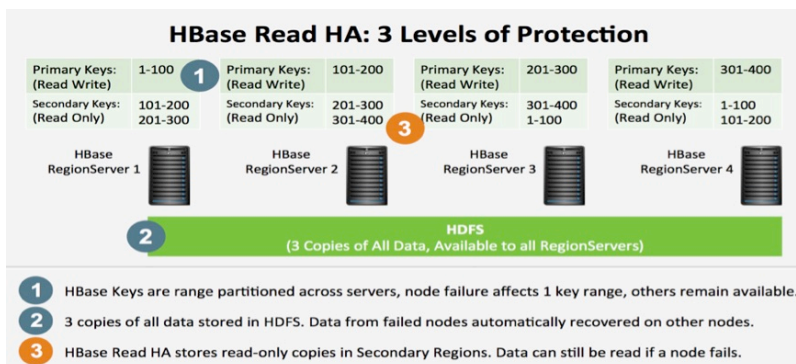 HBase Read HA: 3 Levels of Protection
Primary Keys: 1-100
(Read Write)
Secondary Keys: 101-200
(Read Only) 201-300
1
Primary Keys: 101-200
(Read Write)
Secondary Keys: 201-300
(Read Only) 301-400
3
Primary Keys: 201-300
(Read Write)
Secondary Keys: 301-400
(Read Only) 1-100
Primary Keys: 301-400
(Read Write)
Secondary Keys: 1-100
(Read Only) 101-200
HBase
RegionServer 1
HBase
RegionServer 2
HBase
RegionServer 3
HBase
RegionServer 4
2
HDFS
(3 Copies of All Data, Available to all RegionServers)
1 HBase Keys are range partitioned across servers, node failure affects 1 key range, others remain available.
2 3 copies of all data stored in HDFS. Data from failed nodes automatically recovered on other nodes.
3 HBase Read HA stores read-only copies in Secondary Regions. Data can still be read if a node fails.